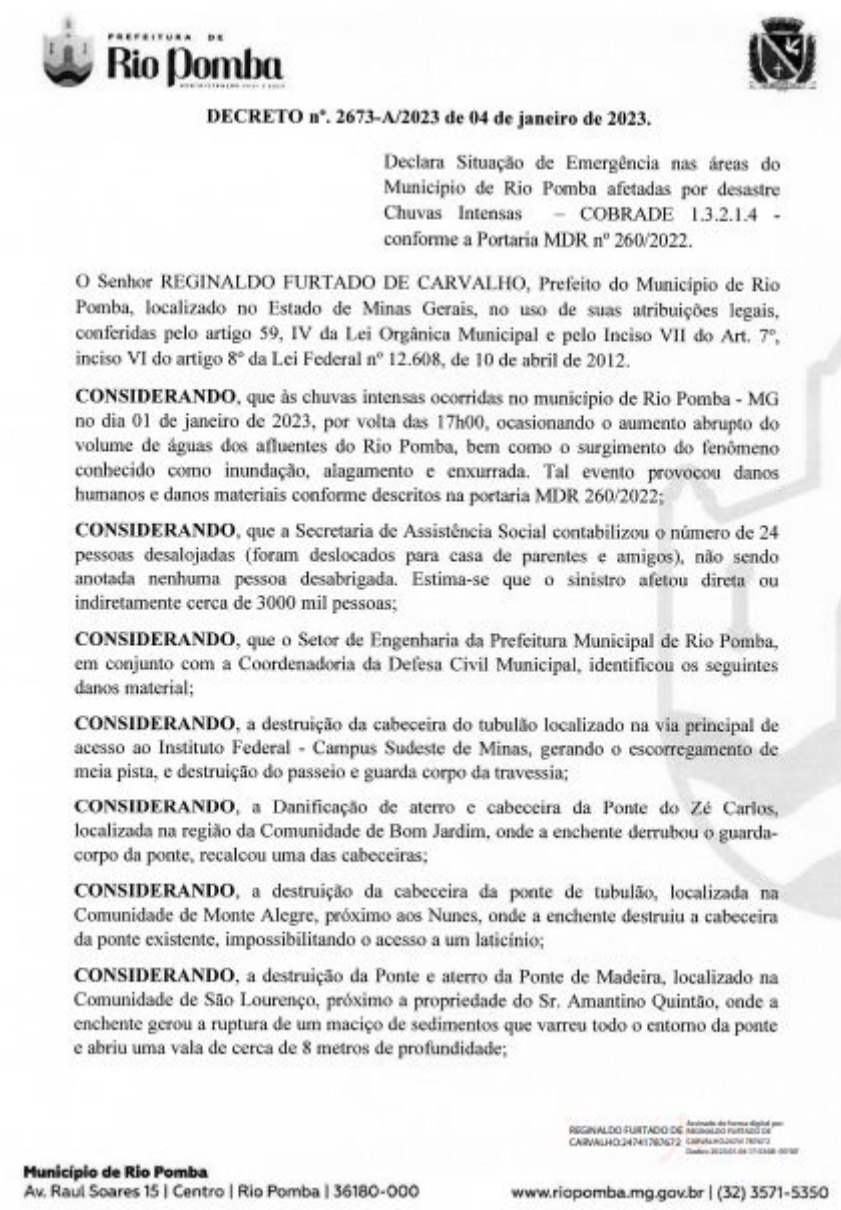 PREFEITURA DE
Rio Pomba
DECRETO nº. 2673-A/2023 de 04 de janeiro de 2023.
Declara Situação de Emergência nas áreas do
Município de Rio Pomba afetadas por desastre
Chuvas Intensas – COBRADE 1.3.2.1.4 -
conforme a Portaria MDR nº 260/2022.
O Senhor REGINALDO FURTADO DE CARVALHO, Prefeito do Município de Rio
Pomba, localizado no Estado de Minas Gerais, no uso de suas atribuições legais,
conferidas pelo artigo 59, IV da Lei Orgânica Municipal e pelo Inciso VII do Art. 7º,
inciso VI do artigo 8º da Lei Federal nº 12.608, de 10 de abril de 2012.
CONSIDERANDO, que às chuvas intensas ocorridas no município de Rio Pomba - MG
no dia 01 de janeiro de 2023, por volta das 17h00, ocasionando o aumento abrupto do
volume de águas dos afluentes do Rio Pomba, bem como o surgimento do fenômeno
conhecido como inundação, alagamento e enxurrada. Tal evento provocou danos
humanos e danos materiais conforme descritos na portaria MDR 260/2022;
CONSIDERANDO, que a Secretaria de Assistência Social contabilizou o número de 24
pessoas desalojadas (foram deslocados para casa de parentes e amigos), não sendo
anotada nenhuma pessoa desabrigada. Estima-se que o sinistro afetou direta ou
indiretamente cerca de 3000 mil pessoas;
CONSIDERANDO, que o Setor de Engenharia da Prefeitura Municipal de Rio Pomba,
em conjunto com a Coordenadoria da Defesa Civil Municipal, identificou os seguintes
danos material;
CONSIDERANDO, a destruição da cabeceira do tubulão localizado na via principal de
acesso ao Instituto Federal - Campus Sudeste de Minas, gerando o escorregamento de
meia pista, e destruição do passeio e guarda corpo da travessia;
CONSIDERANDO, a Danificação de aterro e cabeceira da Ponte do Zé Carlos,
localizada na região da Comunidade de Bom Jardim, onde a enchente derrubou o guarda-
corpo da ponte, recalcou uma das cabeceiras;
CONSIDERANDO, a destruição da cabeceira da ponte de tubulão, localizada na
Comunidade de Monte Alegre, próximo aos Nunes, onde a enchente destruiu a cabeceira
da ponte existente, impossibilitando o acesso a um laticínio;
CONSIDERANDO, a destruição da Ponte e aterro da Ponte de Madeira, localizado na
Comunidade de São Lourenço, próximo a propriedade do Sr. Amantino Quintão, onde a
enchente gerou a ruptura de um maciço de sedimentos que varreu todo o entorno da ponte
e abriu uma vala de cerca de 8 metros de profundidade;
REGINALDO FURTADO DE
CARVALHO:24741787672
Assinado de forma digital por
REGINALDO FURTADO DE
CARVALHO:24741787672
Município de Rio Pomba
Av. Raul Soares 15 | Centro | Rio Pomba | 36180-000
www.riopomba.mg.gov.br | (32) 3571-5350